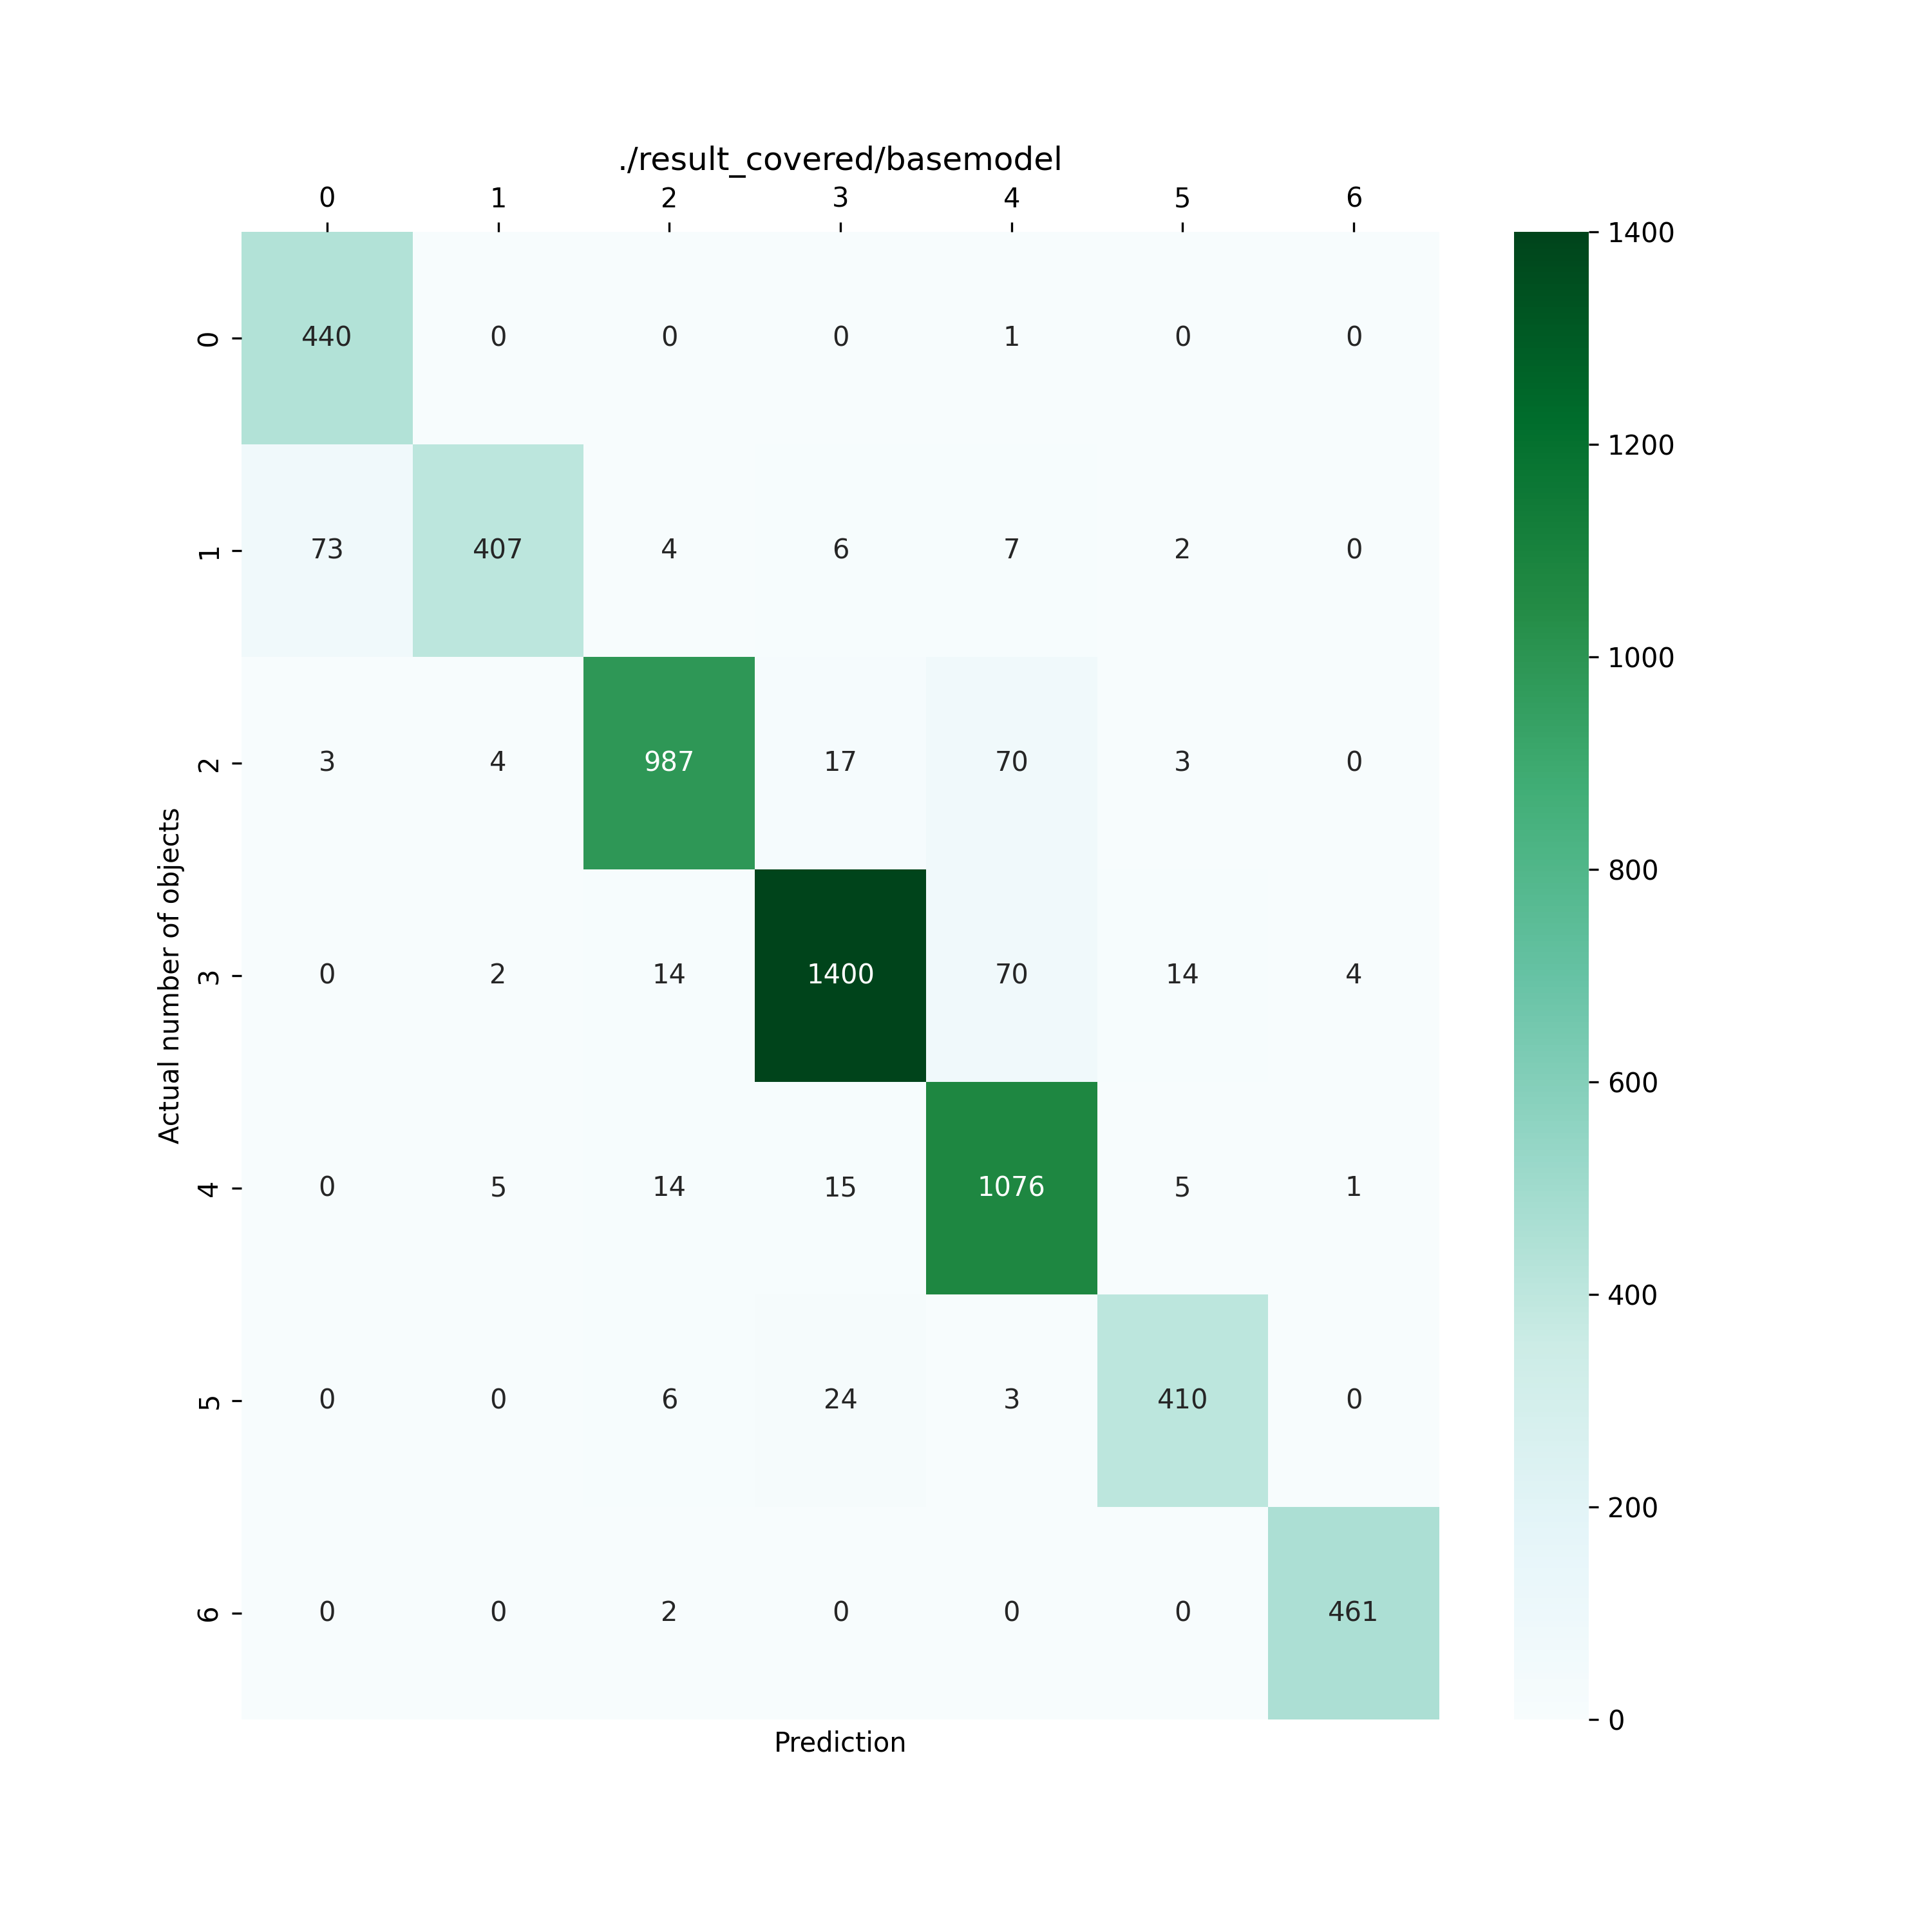 ./result_covered/basemodel
0 1 2 3 4 5 6
1400
0 440 0 0 0 1 0 0
1200
1 73 407 4 6 7 2 0
1000
2 3 4 987 17 70 3 0
800
Actual number of objects
3 0 2 14 1400 70 14 4
600
4 0 5 14 15 1076 5 1
400
5 0 0 6 24 3 410 0
200
6 0 0 2 0 0 0 461
0
Prediction